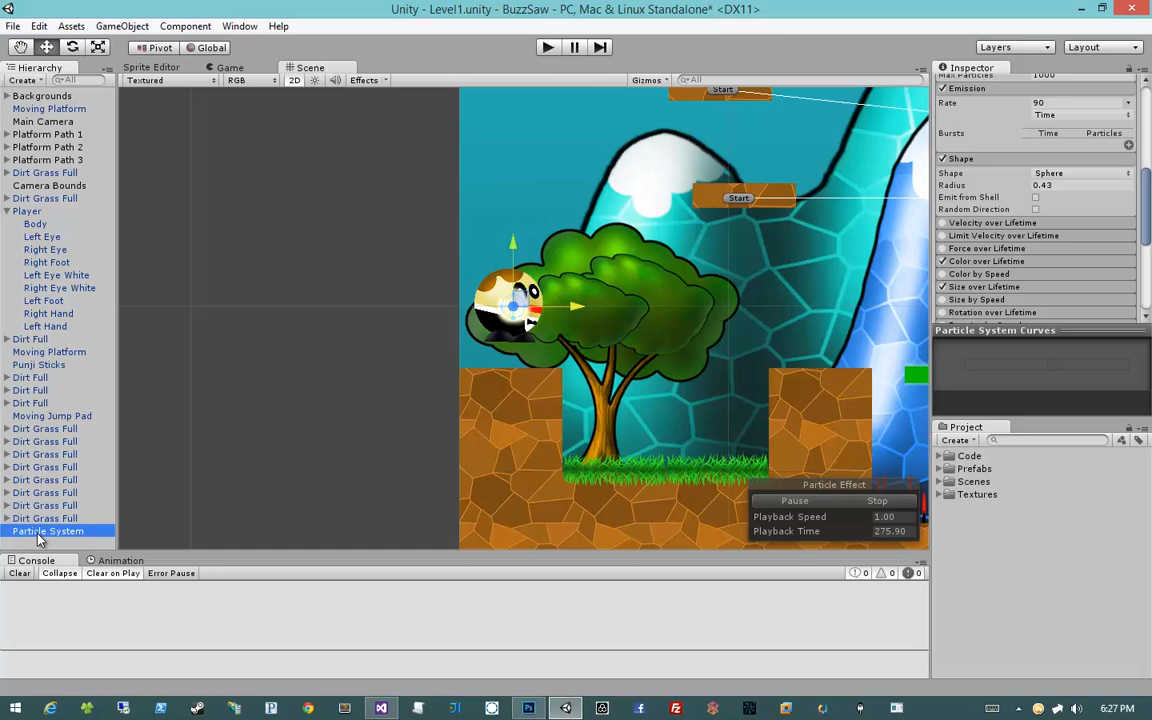 Unity - Level1.unity - BuzzSaw - PC, Mac & Linux Standalone* <DX11>
File Edit Assets GameObject Component Window Help
Pivot Global Layers Layout
Hierarchy
Create All
Backgrounds
Moving Platform
Main Camera
Platform Path 1
Platform Path 2
Platform Path 3
Dirt Grass Full
Camera Bounds
Dirt Grass Full
Player
Body
Left Eye
Right Eye
Right Foot
Left Eye White
Right Eye White
Left Foot
Right Hand
Left Hand
Dirt Full
Moving Platform
Punji Sticks
Dirt Full
Dirt Full
Dirt Full
Moving Jump Pad
Dirt Grass Full
Dirt Grass Full
Dirt Grass Full
Dirt Grass Full
Dirt Grass Full
Dirt Grass Full
Dirt Grass Full
Dirt Grass Full
Particle System
Sprite Editor Game Scene
Textured RGB 2D Effects Gizmos All
Start
Start
Particle Effect
Pause Stop
Playback Speed 1.00
Playback Time 275.90
Inspector
Max Particles 1000
Emission
Rate 90
Time
Bursts Time Particles
Shape
Shape Sphere
Radius 0.43
Emit from Shell
Random Direction
Velocity over Lifetime
Limit Velocity over Lifetime
Force over Lifetime
Color over Lifetime
Color by Speed
Size over Lifetime
Size by Speed
Rotation over Lifetime
Particle System Curves
Project
Create
Code
Prefabs
Scenes
Textures
Console Animation
Clear Collapse Clear on Play Error Pause 0 0 0
6:27 PM